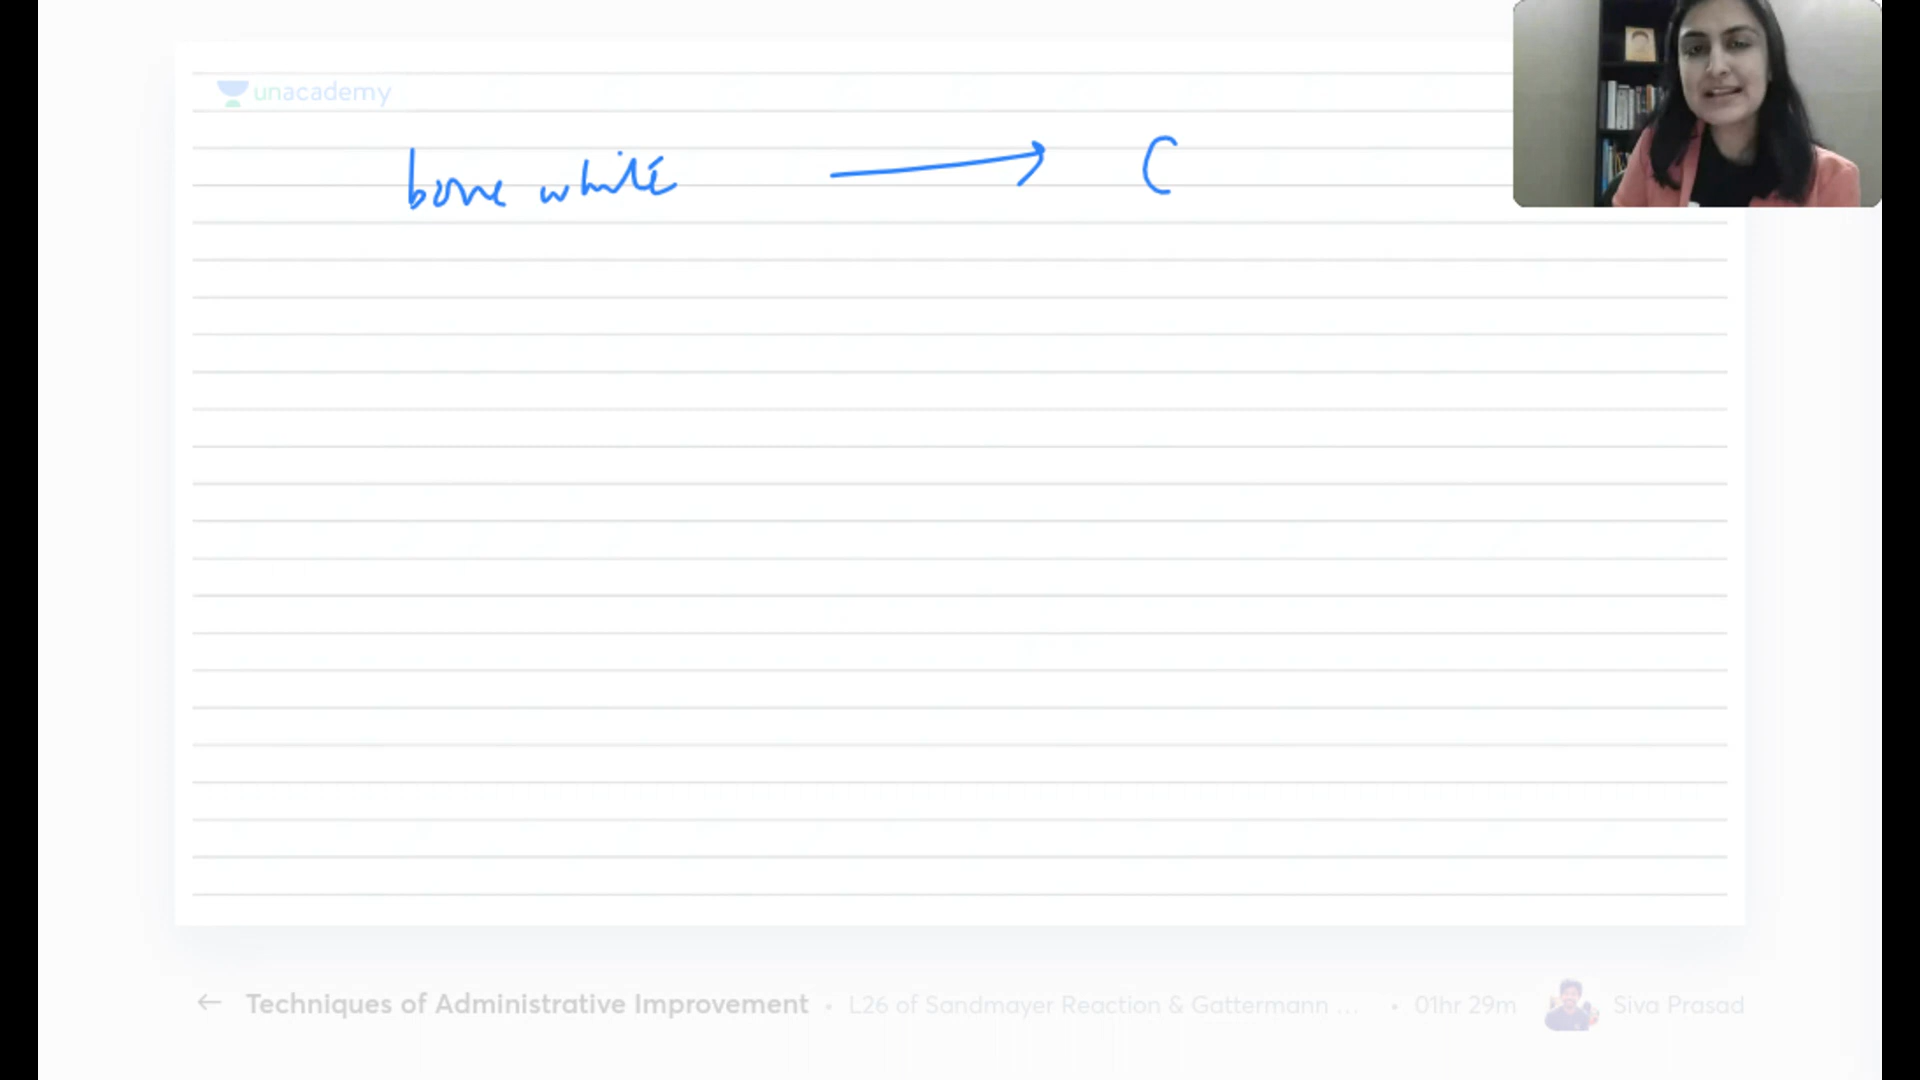 unacademy
bone white → C
← Techniques of Administrative Improvement • L26 of Sandmayer Reaction & Gattermann ... • 01hr 29m Siva Prasad